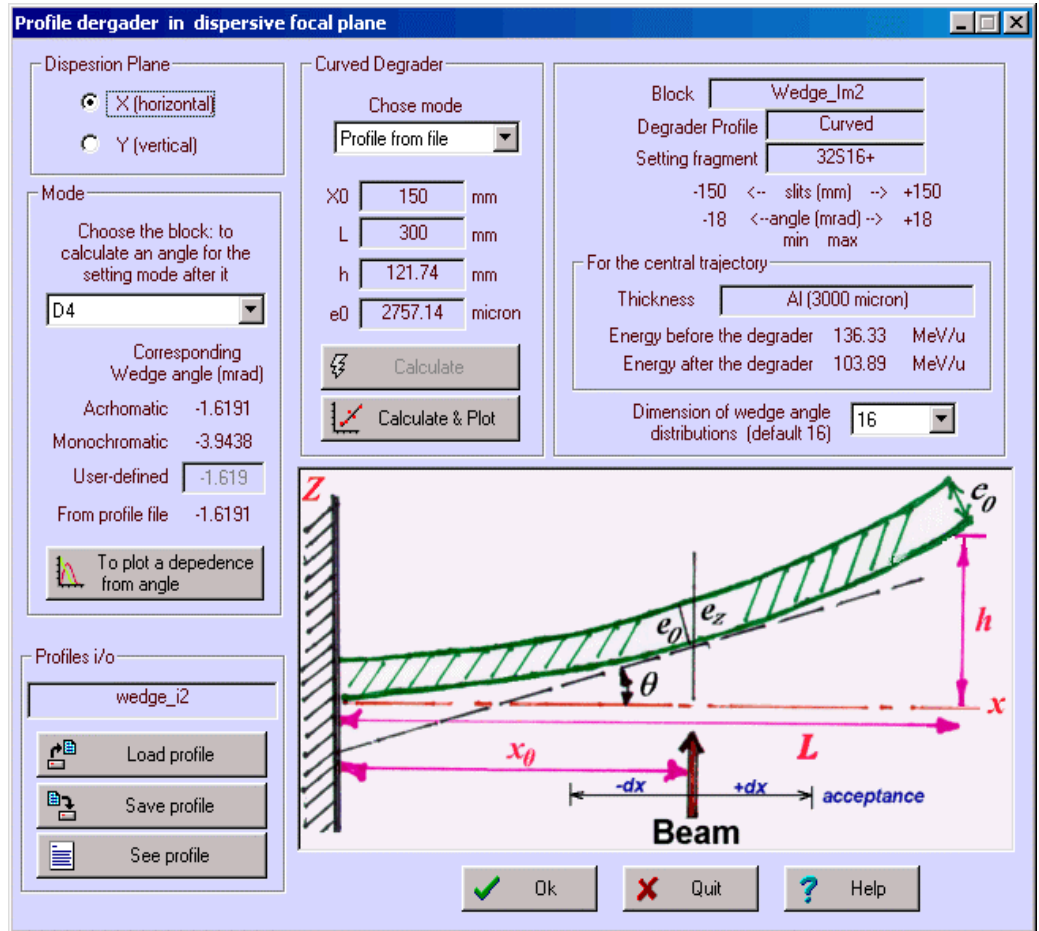 Profile dergader in dispersive focal plane
Dispesrion Plane
X (horizontal)
Y (vertical)
Mode
Choose the block: to
calculate an angle for the
setting mode after it
D4
Corresponding
Wedge angle (mrad)
Acrhomatic -1.6191
Monochromatic -3.9438
User-defined -1.619
From profile file -1.6191
To plot a depedence
from angle
Profiles i/o
wedge_i2
Load profile
Save profile
See profile
Curved Degrader
Chose mode
Profile from file
X0 150 mm
L 300 mm
h 121.74 mm
e0 2757.14 micron
Calculate
Calculate & Plot
Block Wedge_Im2
Degrader Profile Curved
Setting fragment 32S16+
-150 <-- slits (mm) --> +150
-18 <--angle (mrad) --> +18
min max
For the central trajectory
Thickness Al (3000 micron)
Energy before the degrader 136.33 MeV/u
Energy after the degrader 103.89 MeV/u
Dimension of wedge angle
distributions (default 16)
16
Z
e0
e0 ez
h
θ
x
L
x0
-dx +dx acceptance
Beam
Ok
Quit
Help